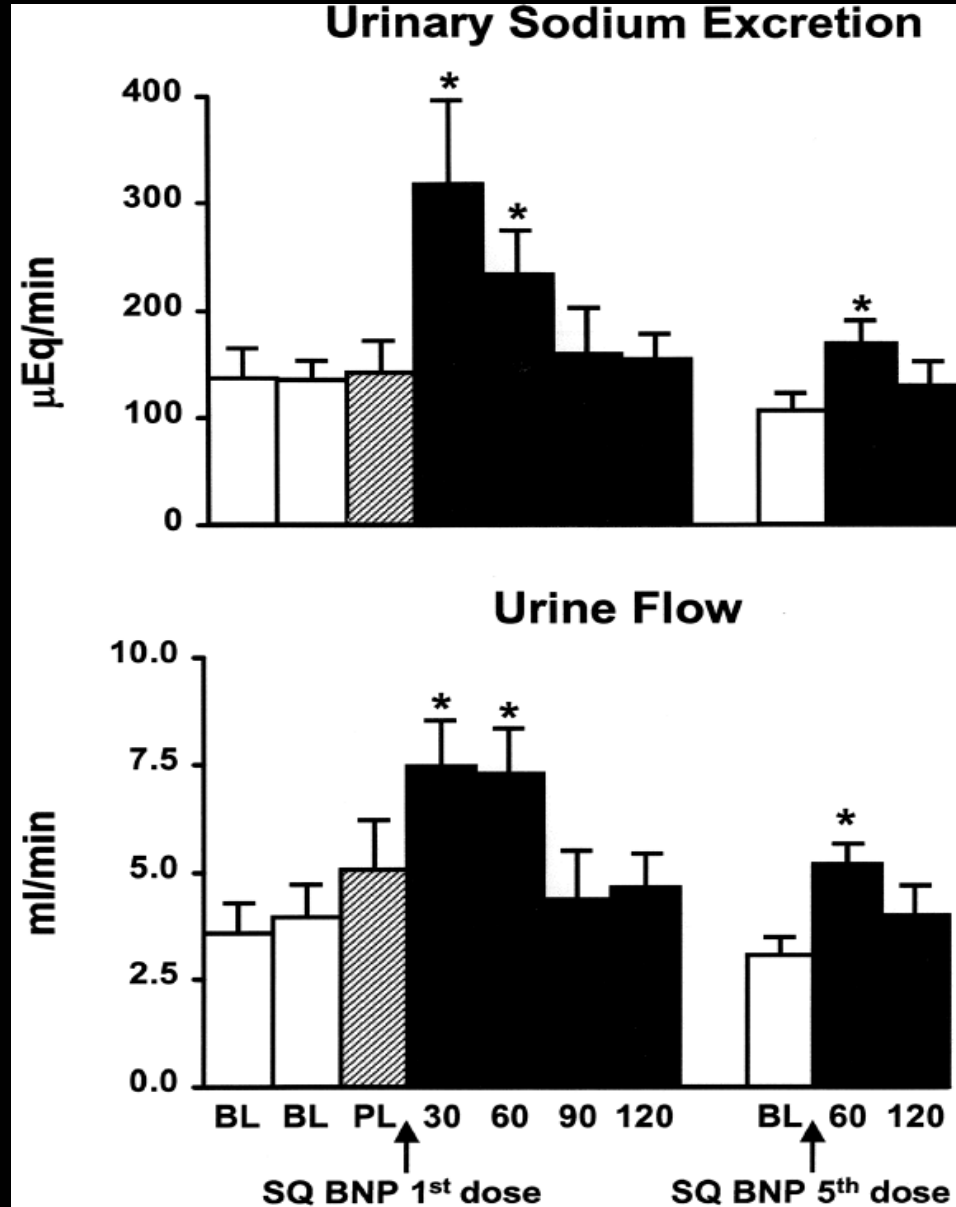 Urinary Sodium Excretion
400
300
200
100
0
µEq/min
* * *
Urine Flow
10.0
7.5
5.0
2.5
0.0
ml/min
* * *
BL BL PL 30 60 90 120 BL 60 120
SQ BNP 1st dose SQ BNP 5th dose